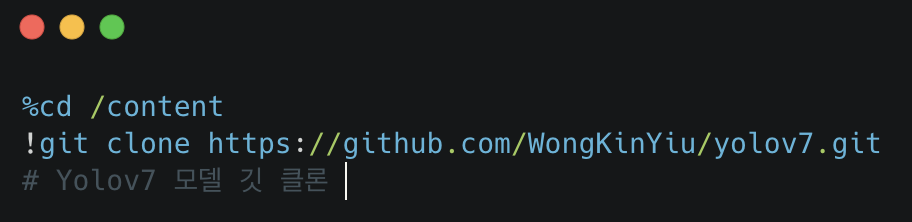 %cd /content
!git clone https://github.com/WongKinYiu/yolov7.git
# Yolov7 모델 깃 클론